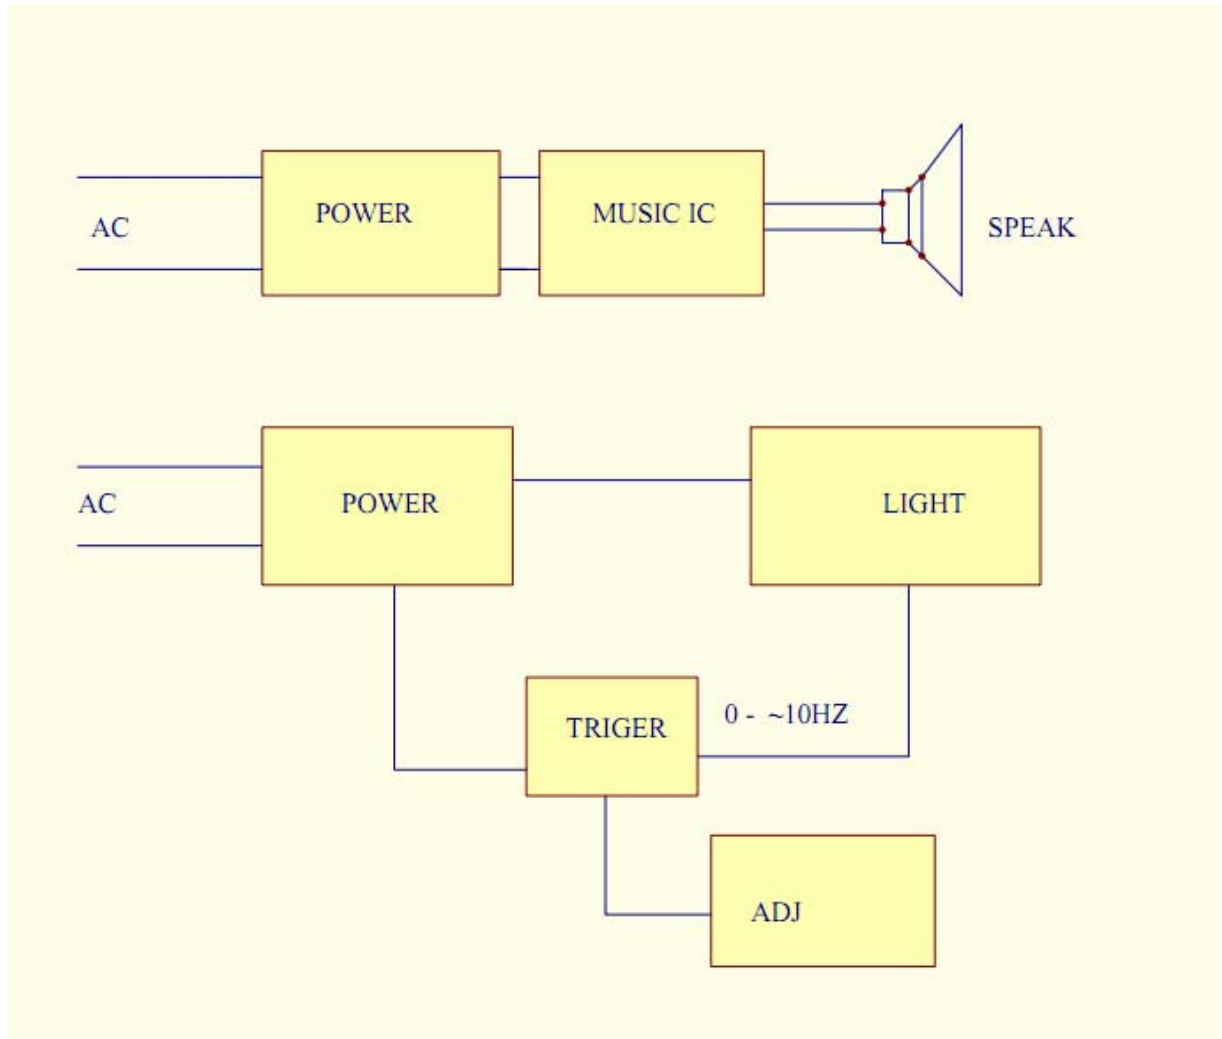 POWER
MUSIC IC
AC
SPEAK
AC
POWER
LIGHT
0 - ~10HZ
TRIGER
ADJ